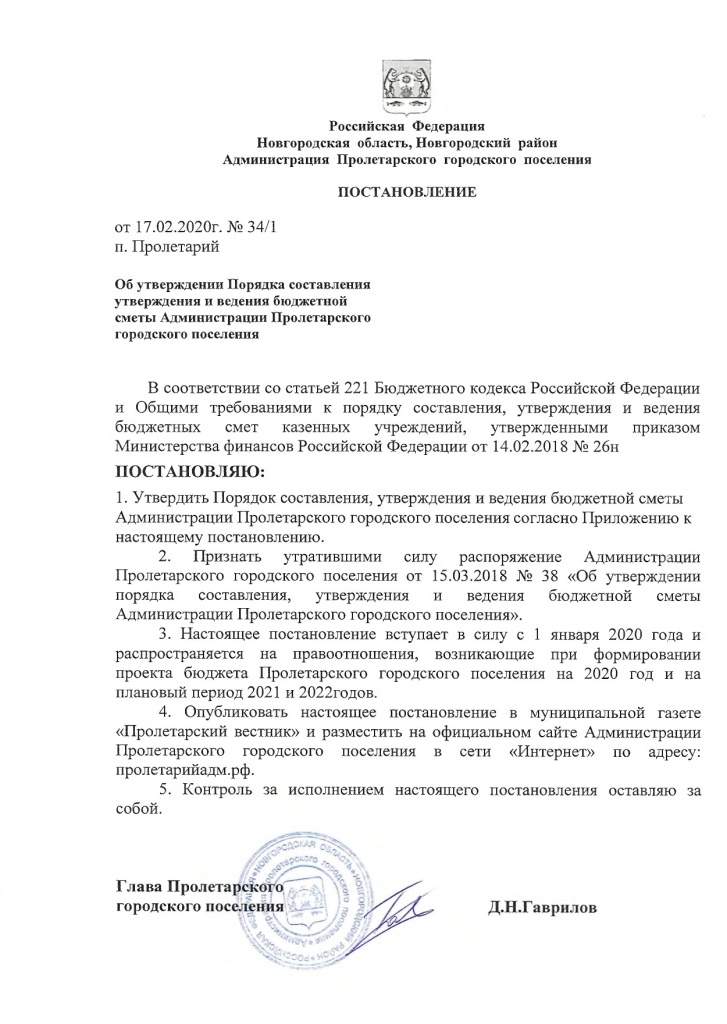 Российская Федерация
Новгородская область, Новгородский район
Администрация Пролетарского городского поселения
ПОСТАНОВЛЕНИЕ
от 17.02.2020г. № 34/1
п. Пролетарий
Об утверждении Порядка составления
утверждения и ведения бюджетной
сметы Администрации Пролетарского
городского поселения
В соответствии со статьей 221 Бюджетного кодекса Российской Федерации
и Общими требованиями к порядку составления, утверждения и ведения
бюджетных смет казенных учреждений, утвержденными приказом
Министерства финансов Российской Федерации от 14.02.2018 № 26н
ПОСТАНОВЛЯЮ:
1. Утвердить Порядок составления, утверждения и ведения бюджетной сметы
Администрации Пролетарского городского поселения согласно Приложению к
настоящему постановлению.
2. Признать утратившими силу распоряжение Администрации
Пролетарского городского поселения от 15.03.2018 № 38 «Об утверждении
порядка составления, утверждения и ведения бюджетной сметы
Администрации Пролетарского городского поселения».
3. Настоящее постановление вступает в силу с 1 января 2020 года и
распространяется на правоотношения, возникающие при формировании
проекта бюджета Пролетарского городского поселения на 2020 год и на
плановый период 2021 и 2022годов.
4. Опубликовать настоящее постановление в муниципальной газете
«Пролетарский вестник» и разместить на официальном сайте Администрации
Пролетарского городского поселения в сети «Интернет» по адресу:
пролетарийадм.рф.
5. Контроль за исполнением настоящего постановления оставляю за
собой.
Глава Пролетарского
городского поселения Д.Н.Гаврилов
РОССИЙСКАЯ ФЕДЕРАЦИЯ НОВГОРОДСКАЯ ОБЛАСТЬ НОВГОРОДСКИЙ РАЙОН
Администрация Пролетарского городского поселения